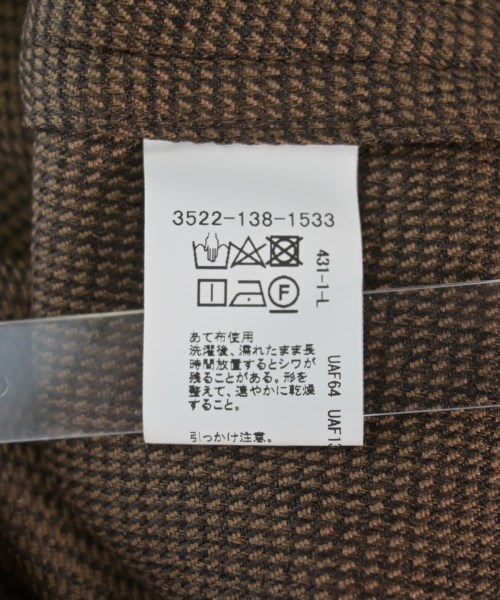 3522-138-1533
F
431-1-L
あて布使用
洗濯後、濡れたまま長
時間放置するとシワが
残ることがある。形を
整えて、速やかに乾燥
すること。
引っかけ注意。
UAF64 UAF13